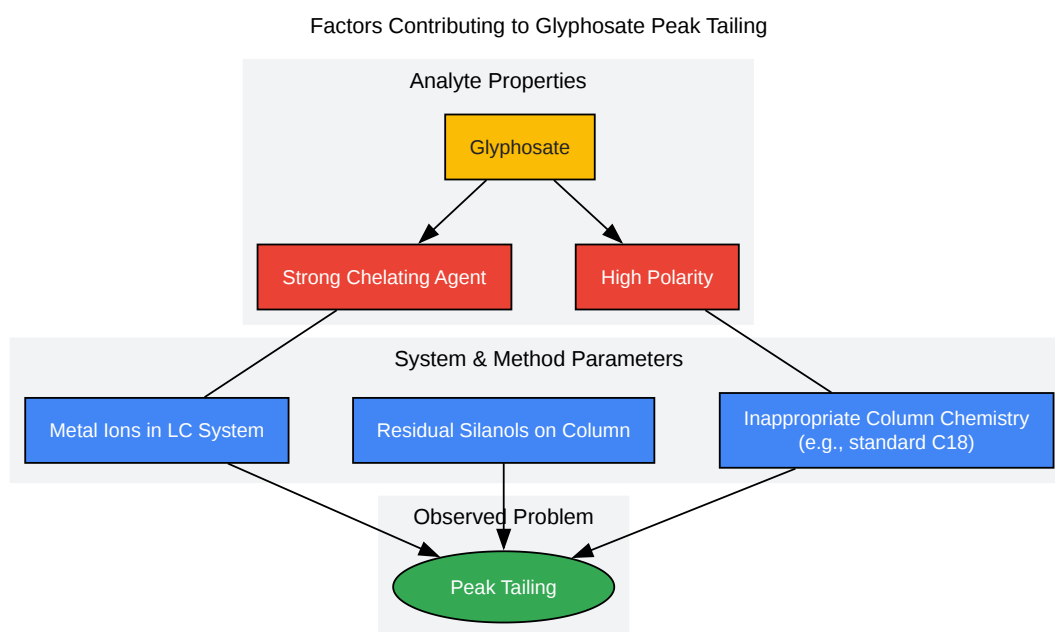 Factors Contributing to Glyphosate Peak Tailing
Analyte Properties
Glyphosate
Strong Chelating Agent
High Polarity
System & Method Parameters
Metal Ions in LC System
Residual Silanols on Column
Inappropriate Column Chemistry
(e.g., standard C18)
Observed Problem
Peak Tailing